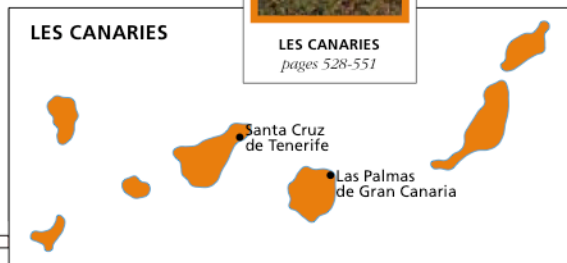 LES CANARIES
LES CANARIES
pages 528-551
Santa Cruz
de Tenerife
Las Palmas
de Gran Canaria